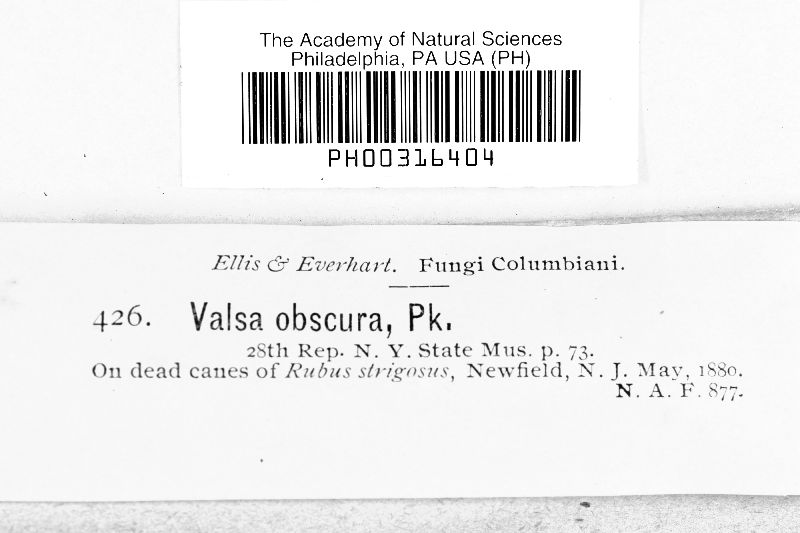 The Academy of Natural Sciences
Philadelphia, PA USA (PH)
PH00316404
Ellis & Everhart. Fungi Columbiani.
426. Valsa obscura, Pk.
28th Rep. N. Y. State Mus. p. 73.
On dead canes of Rubus strigosus, Newfield, N. J. May, 1880.
N. A. F. 877.